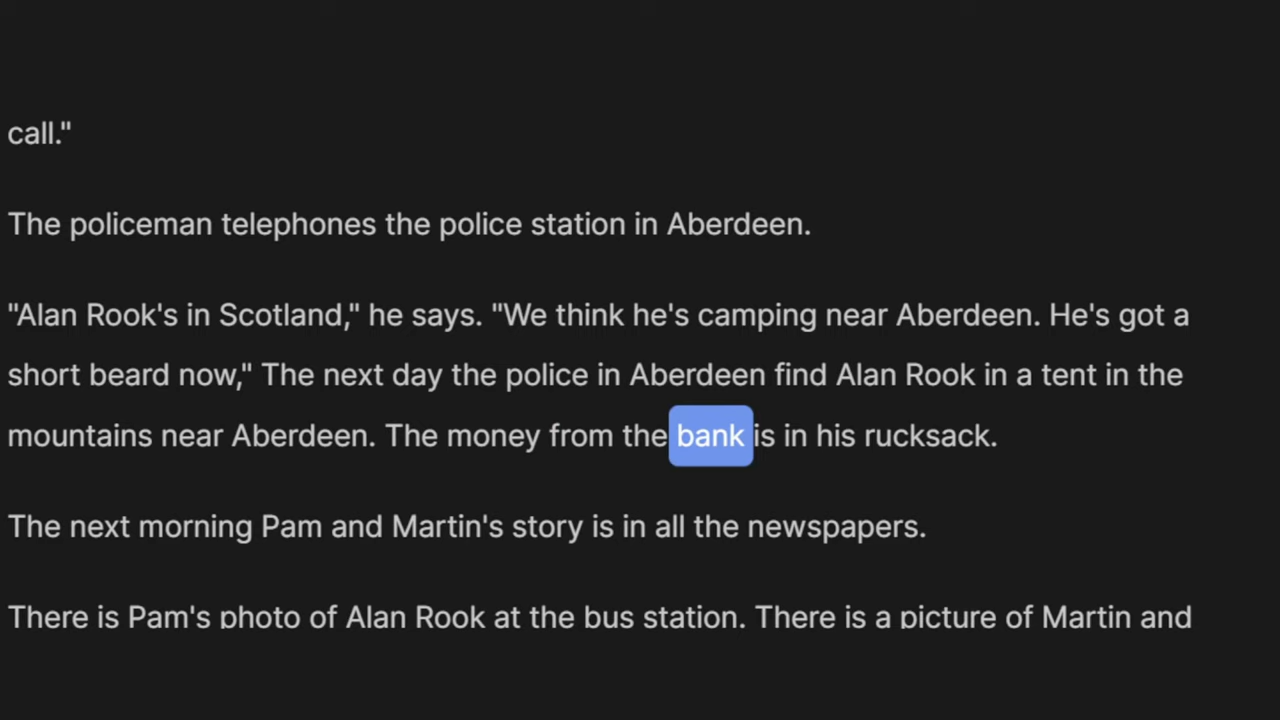 call."
The policeman telephones the police station in Aberdeen.
"Alan Rook's in Scotland," he says. "We think he's camping near Aberdeen. He's got a
short beard now," The next day the police in Aberdeen find Alan Rook in a tent in the
mountains near Aberdeen. The money from the bank is in his rucksack.
The next morning Pam and Martin's story is in all the newspapers.
There is Pam's photo of Alan Rook at the bus station. There is a picture of Martin and